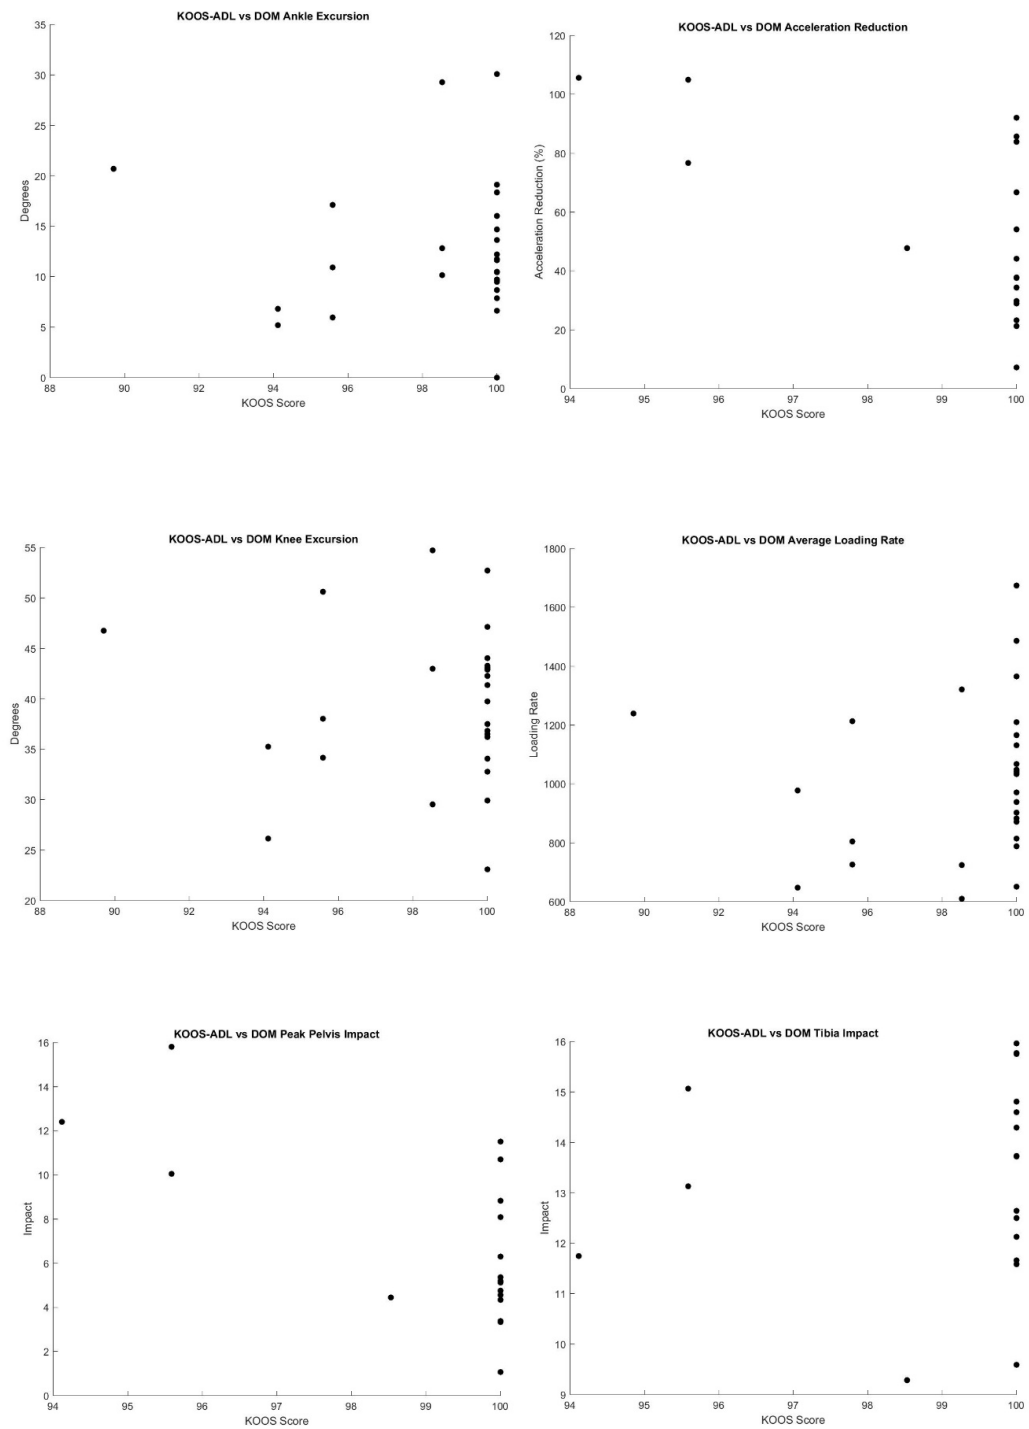 KOOS-ADL vs DOM Ankle Excursion
35
30
25
20
15
10
5
0
Degrees
88 90 92 94 96 98 100
KOOS Score
KOOS-ADL vs DOM Acceleration Reduction
120
100
80
60
40
20
0
Acceleration Reduction (%)
94 95 96 97 98 99 100
KOOS Score
KOOS-ADL vs DOM Knee Excursion
55
50
45
40
35
30
25
20
Degrees
88 90 92 94 96 98 100
KOOS Score
KOOS-ADL vs DOM Average Loading Rate
1800
1600
1400
1200
1000
800
600
Loading Rate
88 90 92 94 96 98 100
KOOS Score
KOOS-ADL vs DOM Peak Pelvis Impact
16
14
12
10
8
6
4
2
0
Impact
94 95 96 97 98 99 100
KOOS Score
KOOS-ADL vs DOM Tibia Impact
16
15
14
13
12
11
10
9
Impact
94 95 96 97 98 99 100
KOOS Score